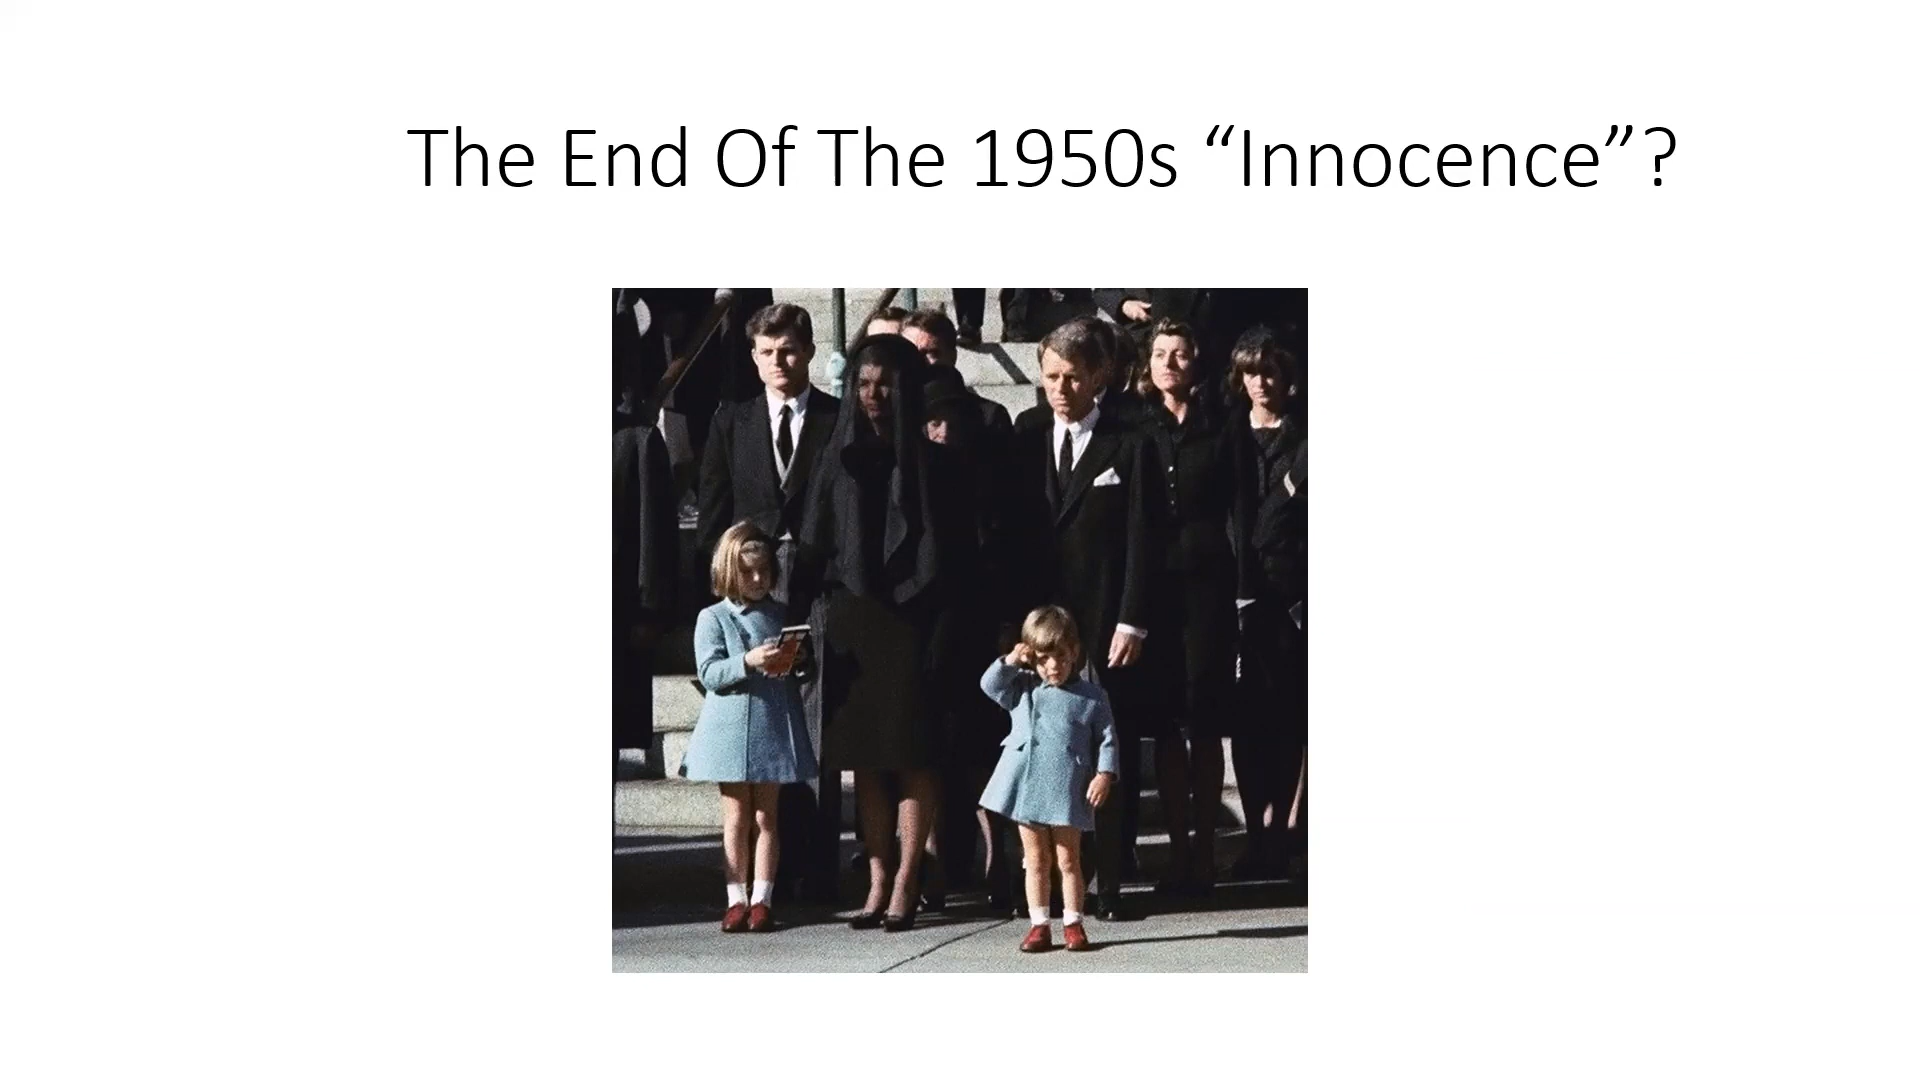 The End Of The 1950s “Innocence”?